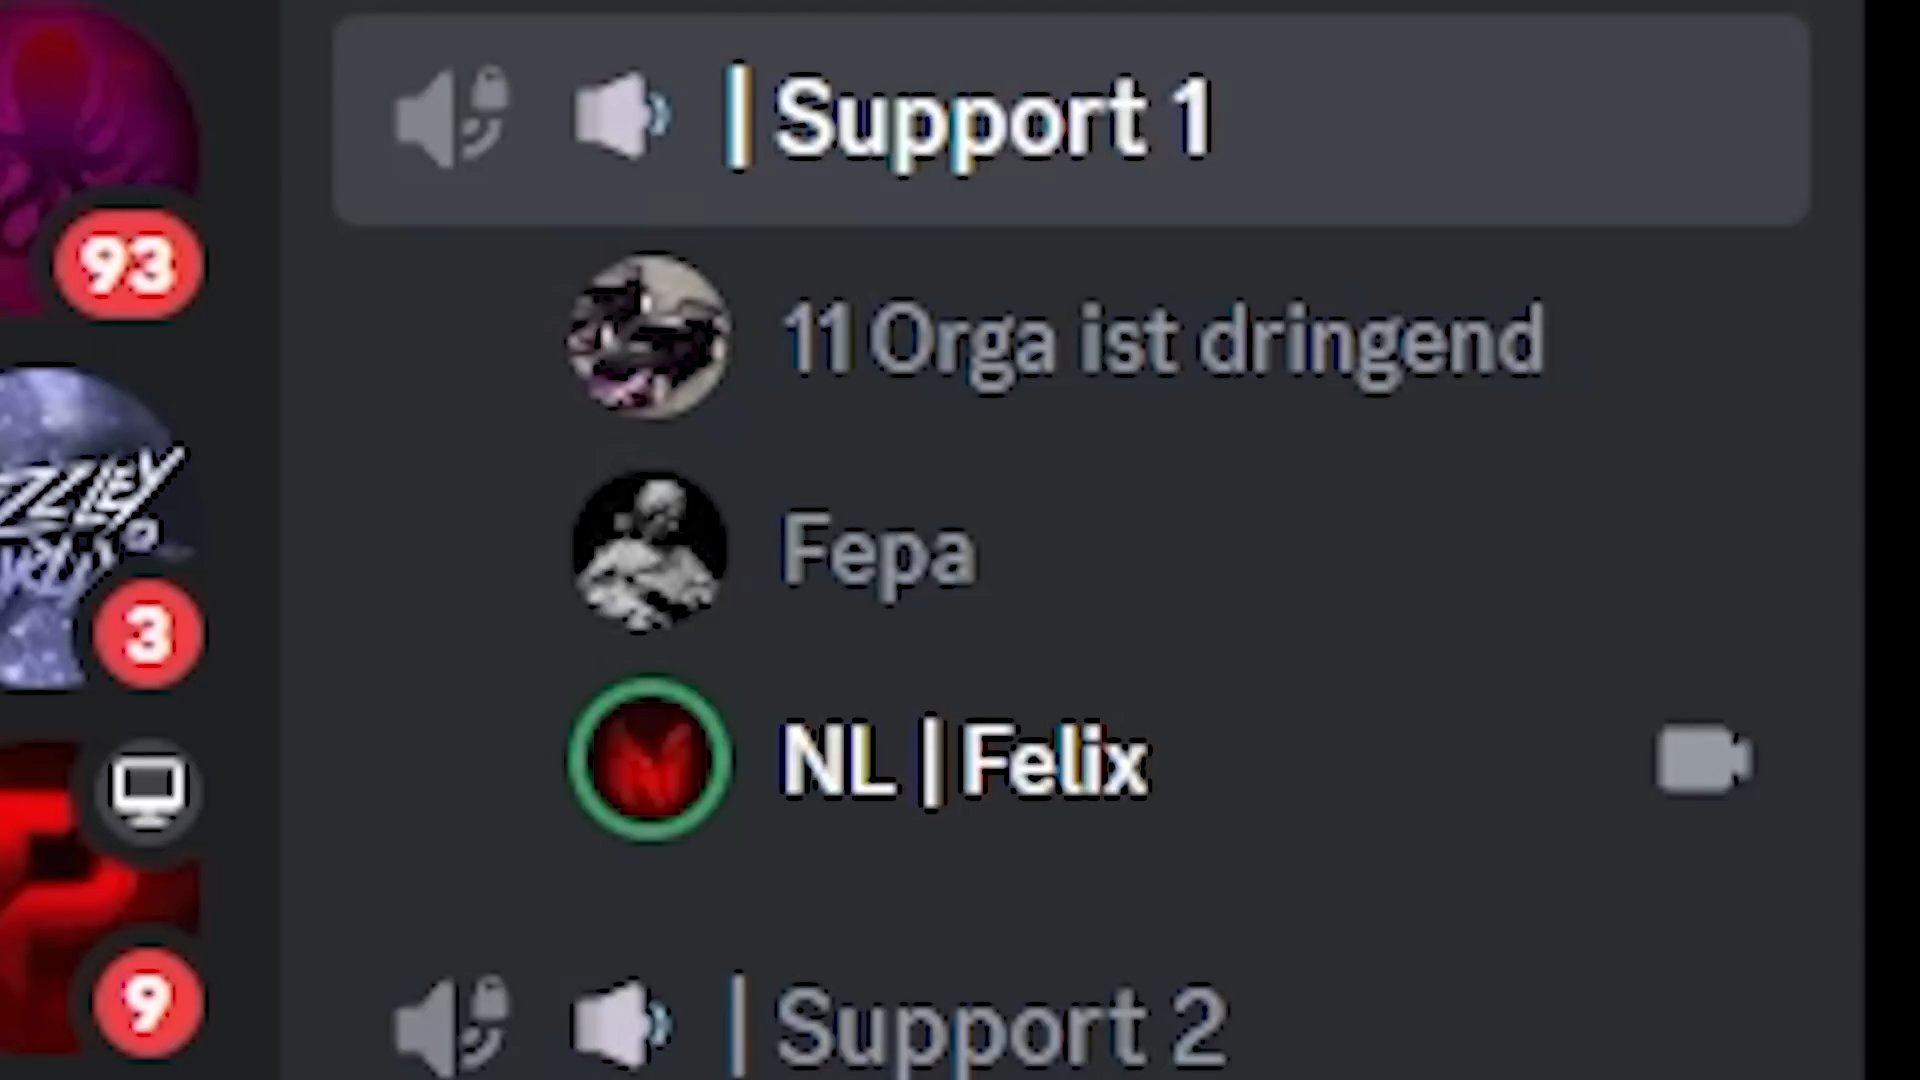 | Support 1
93
11 Orga ist dringend
Fepa
3
NL | Felix
9
| Support 2